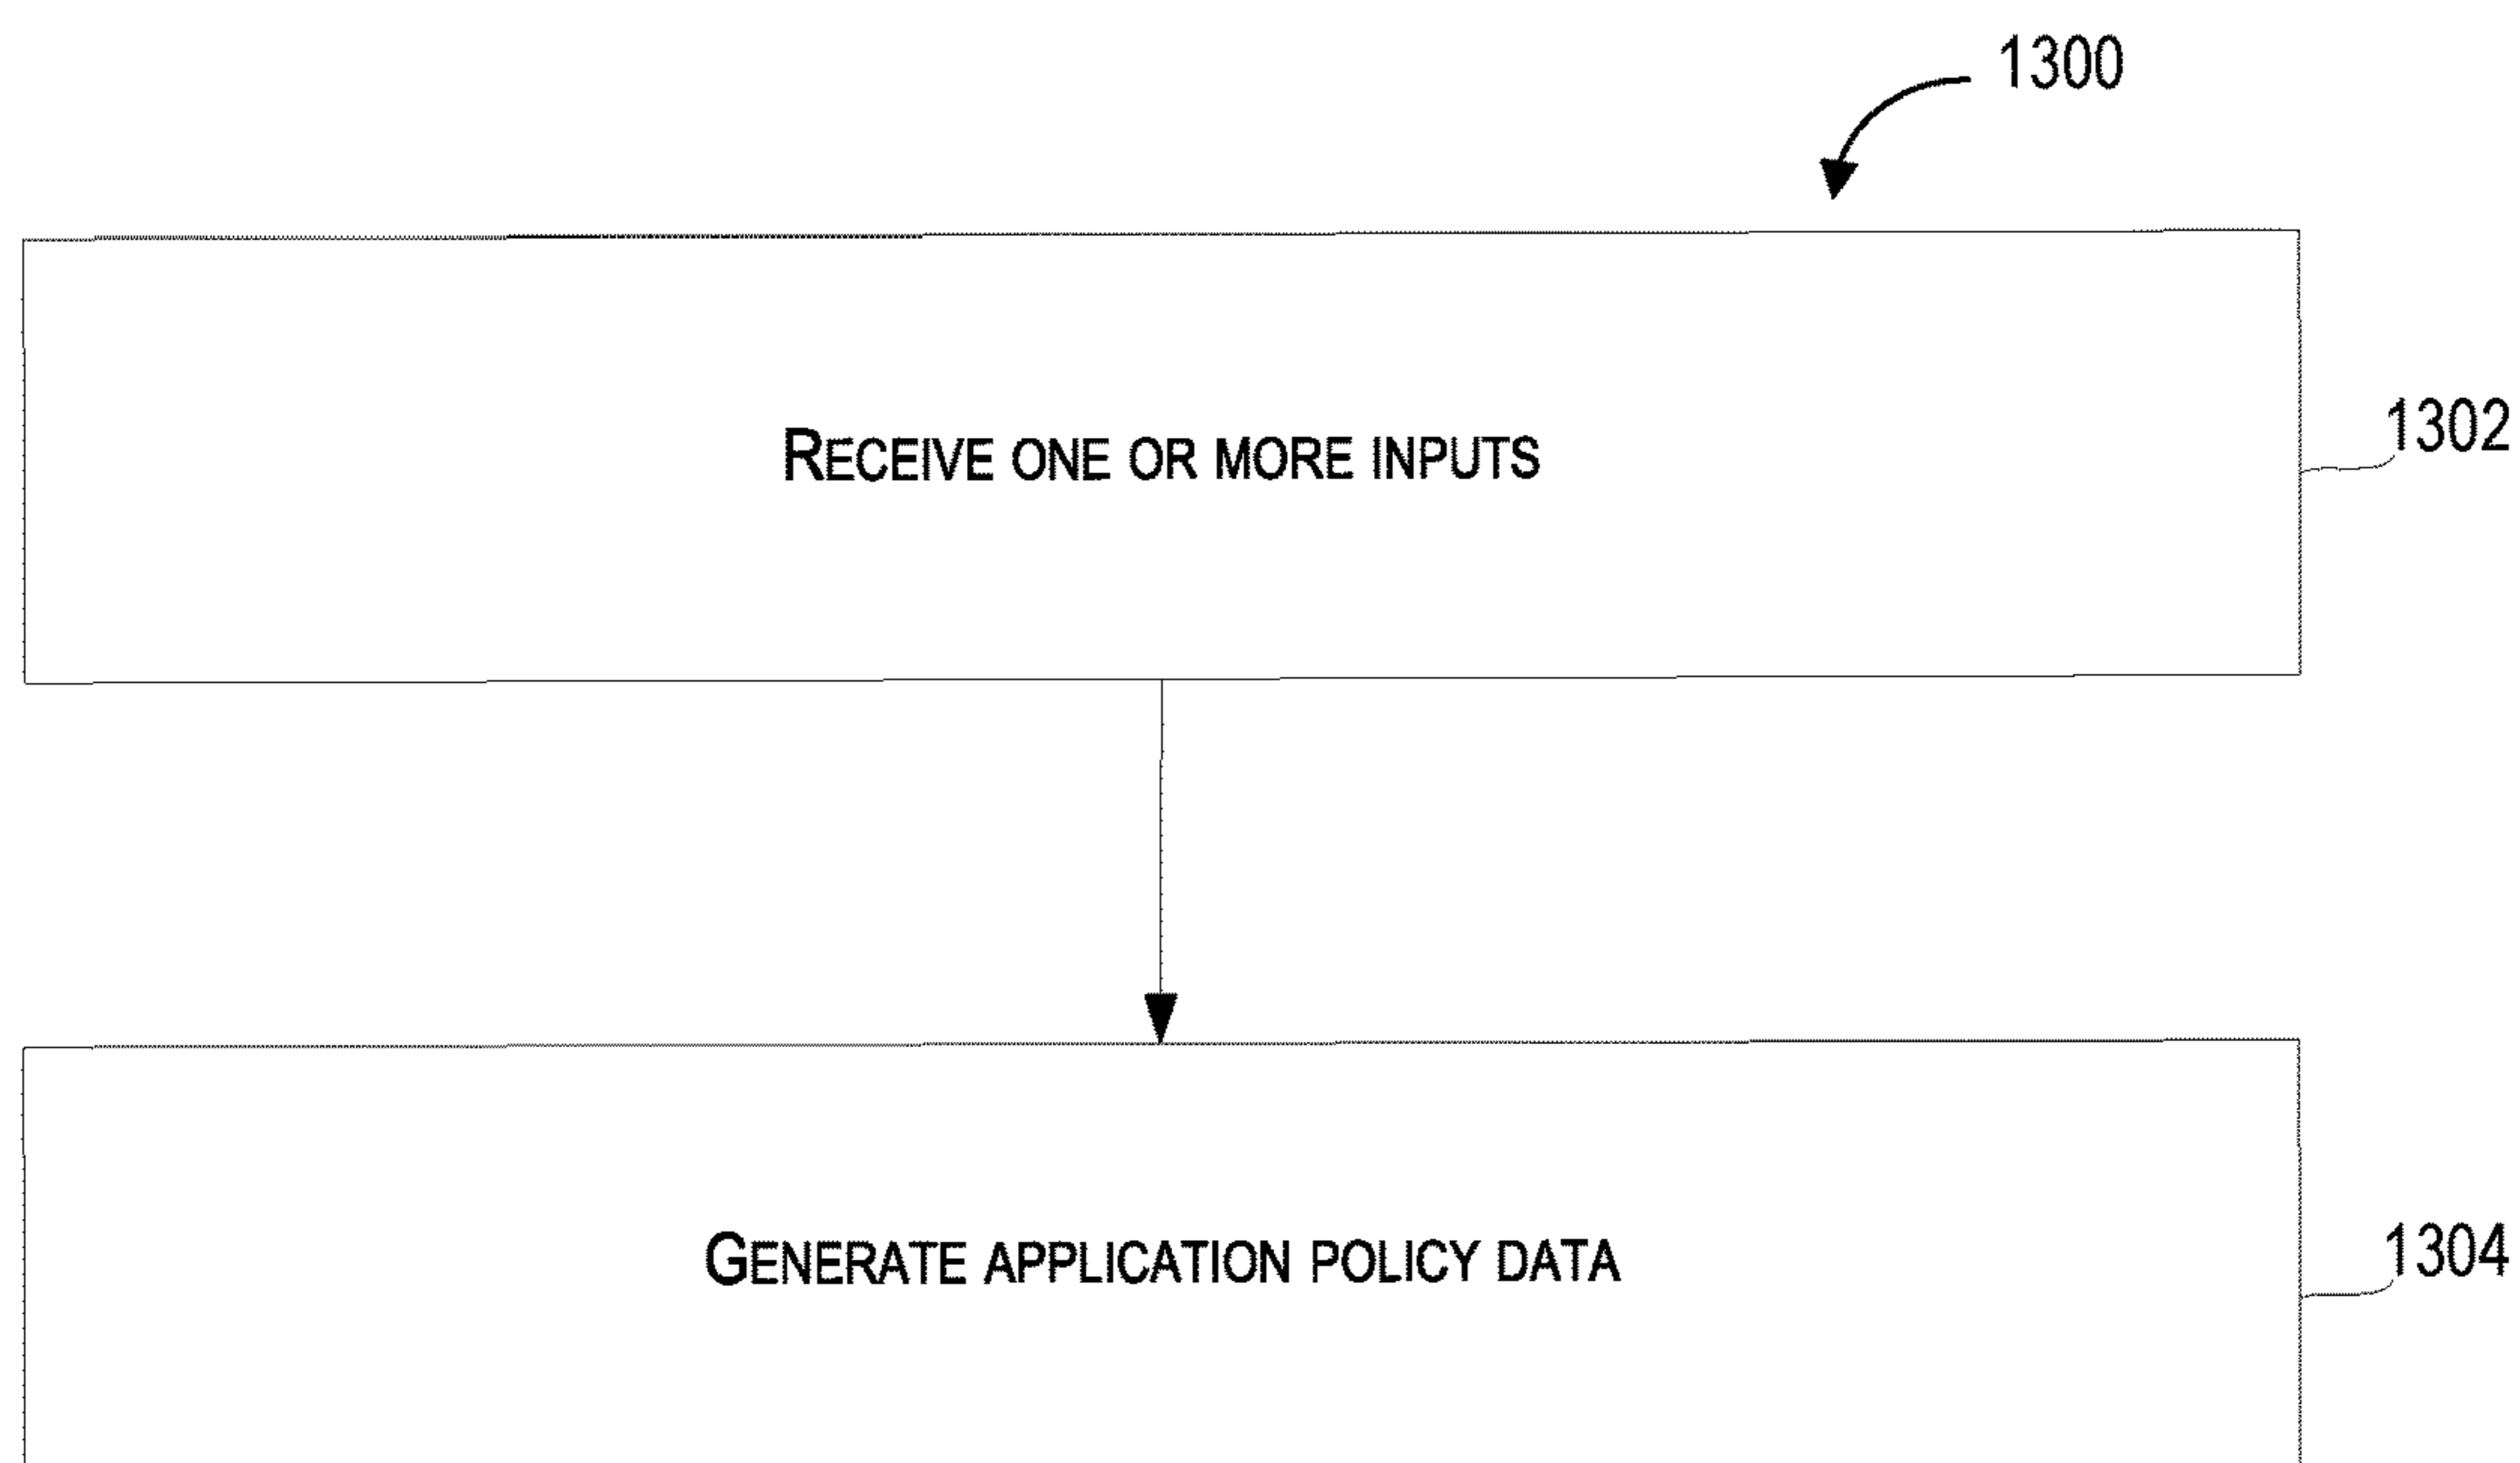 1300
RECEIVE ONE OR MORE INPUTS
1302
GENERATE APPLICATION POLICY DATA
1304